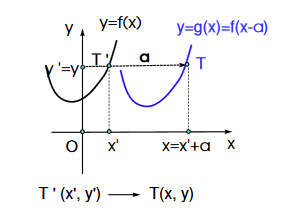 y y=f(x) y=g(x)=f(x-a)
y'=y T' a T
O x' x=x'+a x
T'(x', y') ⟶ T(x, y)